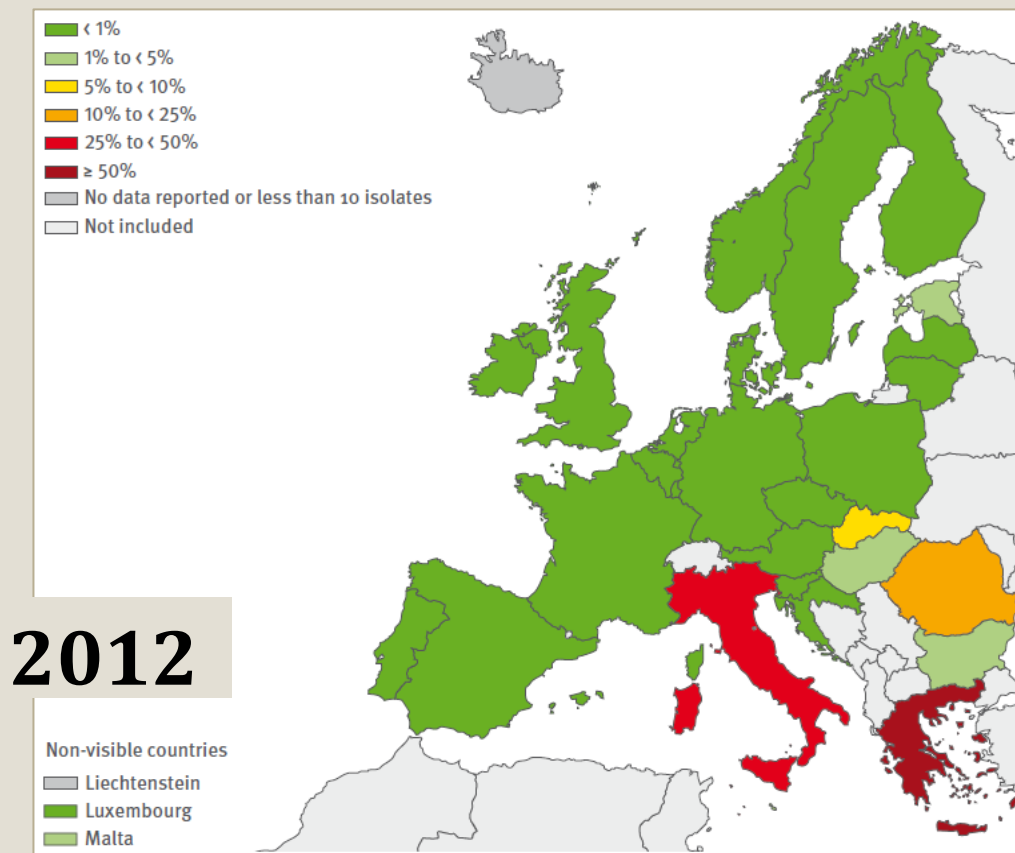 < 1%
1% to < 5%
5% to < 10%
10% to < 25%
25% to < 50%
≥ 50%
No data reported or less than 10 isolates
Not included
2012
Non-visible countries
Liechtenstein
Luxembourg
Malta